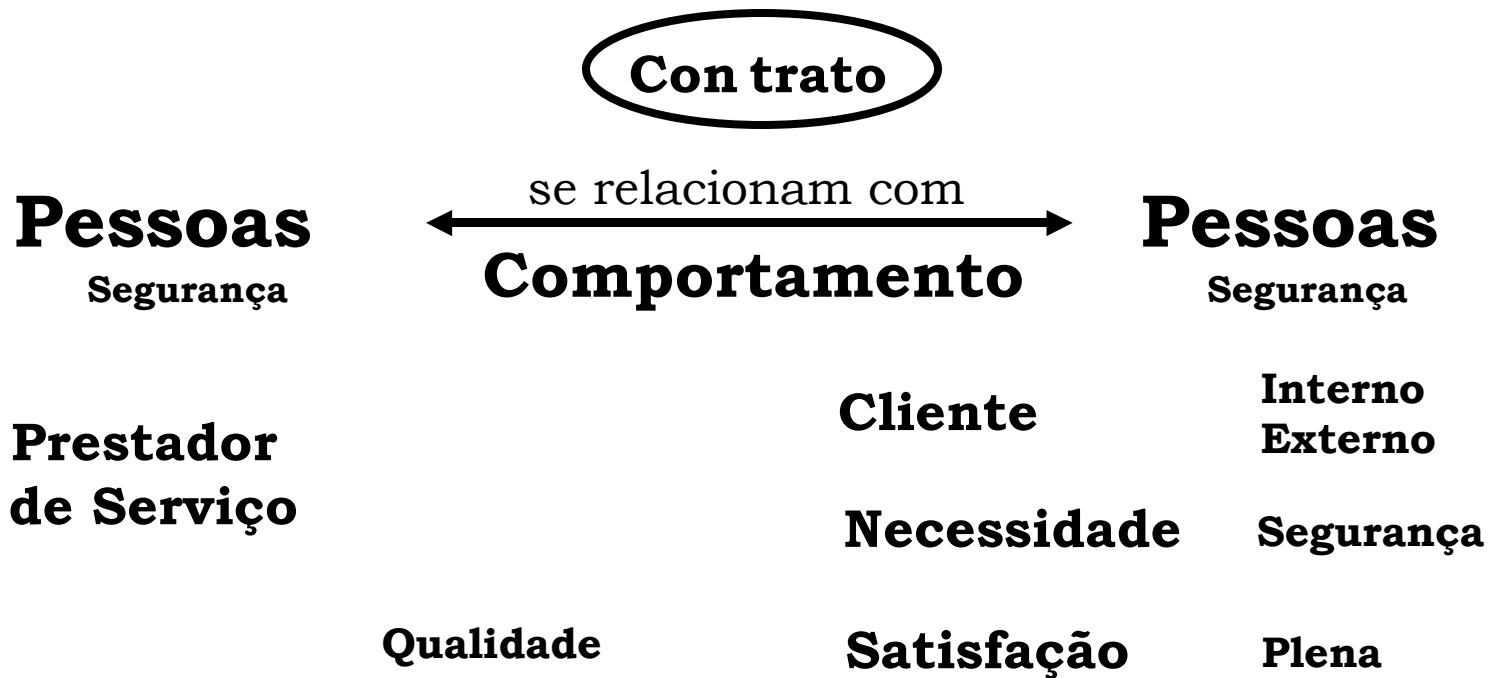 Con trato
se relacionam com
Pessoas
Pessoas
Comportamento
Segurança
Segurança
Cliente
Interno
Externo
Prestador
de Serviço
Necessidade
Segurança
Qualidade
Satisfação
Plena